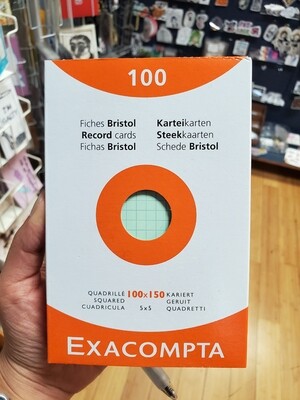 100
Fiches Bristol Karteikarten
Record cards Steekkaarten
Fichas Bristol Schede Bristol
QUADRILLÉ 100x150 KARIERT
SQUARED GERUIT
CUADRICULA 5x5 QUADRETTI
EXACOMPTA